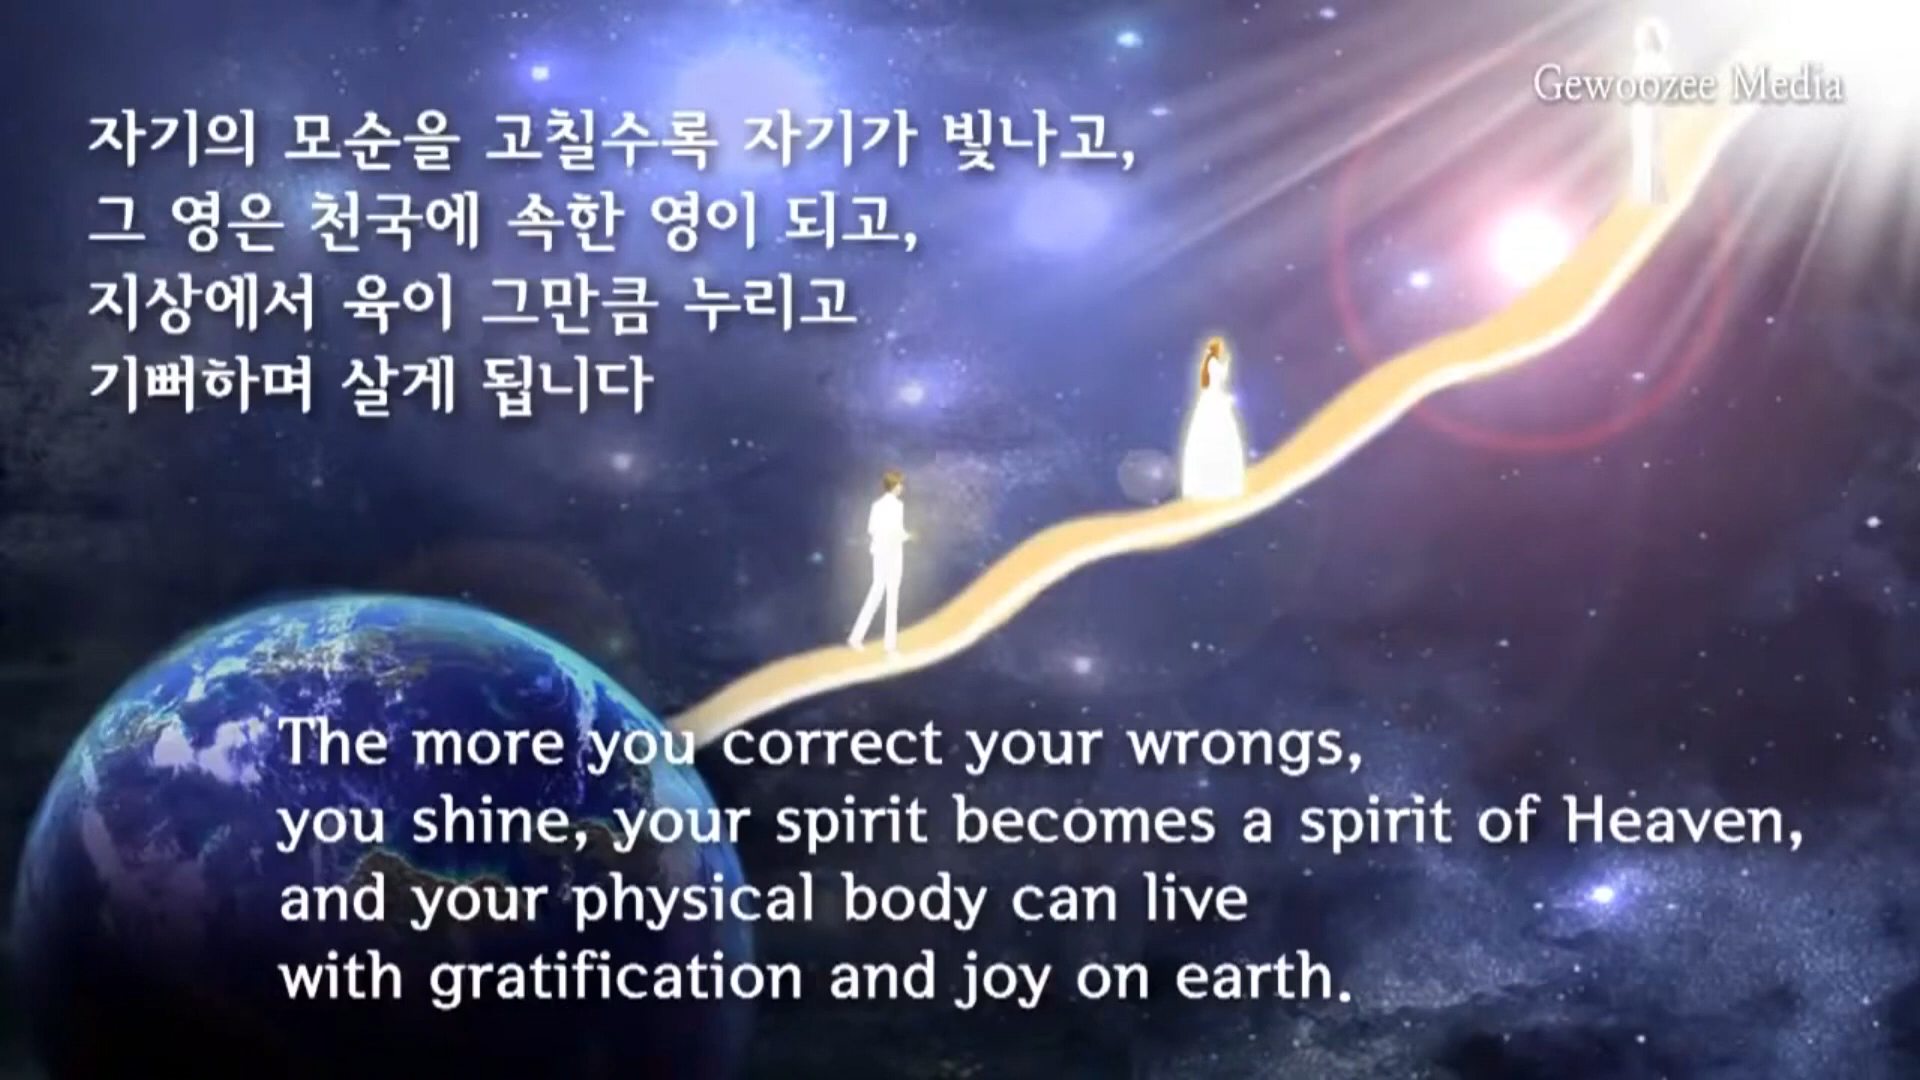 Gewoozee Media
자기의 모순을 고칠수록 자기가 빛나고,
그 영은 천국에 속한 영이 되고,
지상에서 육이 그만큼 누리고
기뻐하며 살게 됩니다
The more you correct your wrongs,
you shine, your spirit becomes a spirit of Heaven,
and your physical body can live
with gratification and joy on earth.